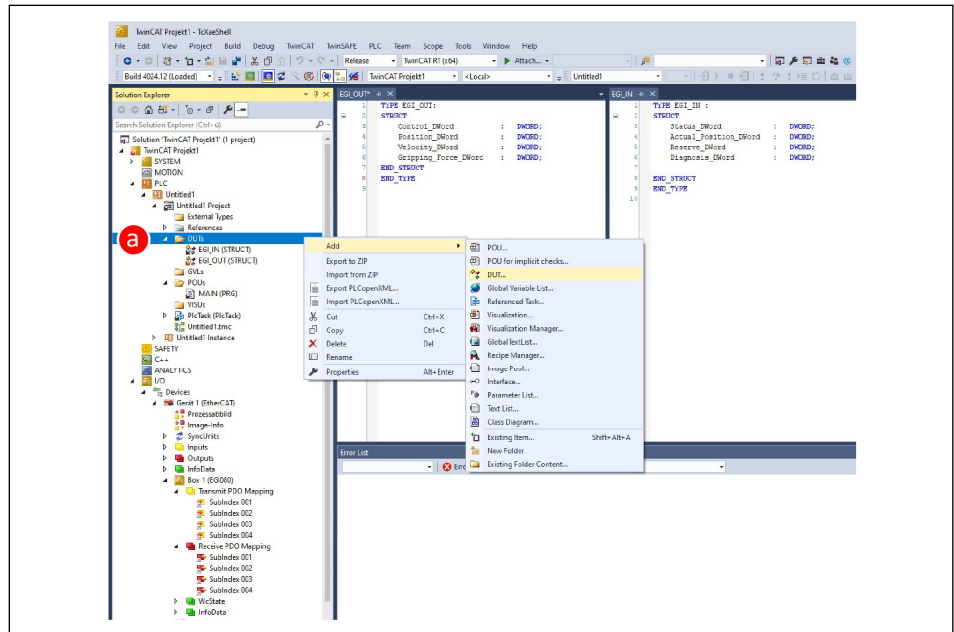 TwinCAT Projekt1 - TcXaeShell
File Edit View Project Build Debug TwinCAT TwinSAFE PLC Team Scope Tools Window Help
Release TwinCAT RT (x64) Attach...
Build 4024.12 (Loaded) TwinCAT Projekt1 <Local> Untitled1
Solution Explorer
Search Solution Explorer (Ctrl+ü)
Solution 'TwinCAT Projekt1' (1 project)
TwinCAT Projekt1
SYSTEM
MOTION
PLC
Untitled1
Untitled1 Project
External Types
References
a
DUTs
EGI_IN (STRUCT)
EGI_OUT (STRUCT)
GVLs
POUs
MAIN (PRG)
VISUs
PlcTask (PlcTask)
Untitled1.tmc
Untitled1 Instance
SAFETY
C++
ANALYTICS
I/O
Devices
Gerät 1 (EtherCAT)
Prozessabbild
Image-Info
SyncUnits
Inputs
Outputs
InfoData
Box 1 (EGI080)
Transmit PDO Mapping
SubIndex 001
SubIndex 002
SubIndex 003
SubIndex 004
Receive PDO Mapping
SubIndex 001
SubIndex 002
SubIndex 003
SubIndex 004
WcState
InfoData
EGI_OUT*
1 TYPE EGI_OUT:
2 STRUCT
3 Control_DWord : DWORD;
4 Position_DWord : DWORD;
5 Velocity_DWord : DWORD;
6 Gripping_Force_DWord : DWORD;
7 END_STRUCT
8 END_TYPE
9
EGI_IN
1 TYPE EGI_IN :
2 STRUCT
3 Status_DWord : DWORD;
4 Actual_Position_DWord : DWORD;
5 Reserve_DWord : DWORD;
6 Diagnosis_DWord : DWORD;
7
8 END_STRUCT
9 END_TYPE
10
Add
Export to ZIP
Import from ZIP
Export PLCopenXML...
Import PLCopenXML...
Cut Ctrl+X
Copy Ctrl+C
Delete Del
Rename
Properties Alt+Enter
POU...
POU for implicit checks...
DUT...
Global Variable List...
Referenced Task...
Visualization...
Visualization Manager...
GlobalTextList...
Recipe Manager...
Image Pool...
Interface...
Parameter List...
Text List...
Class Diagram...
Existing Item... Shift+Alt+A
New Folder
Existing Folder Content...
Error List